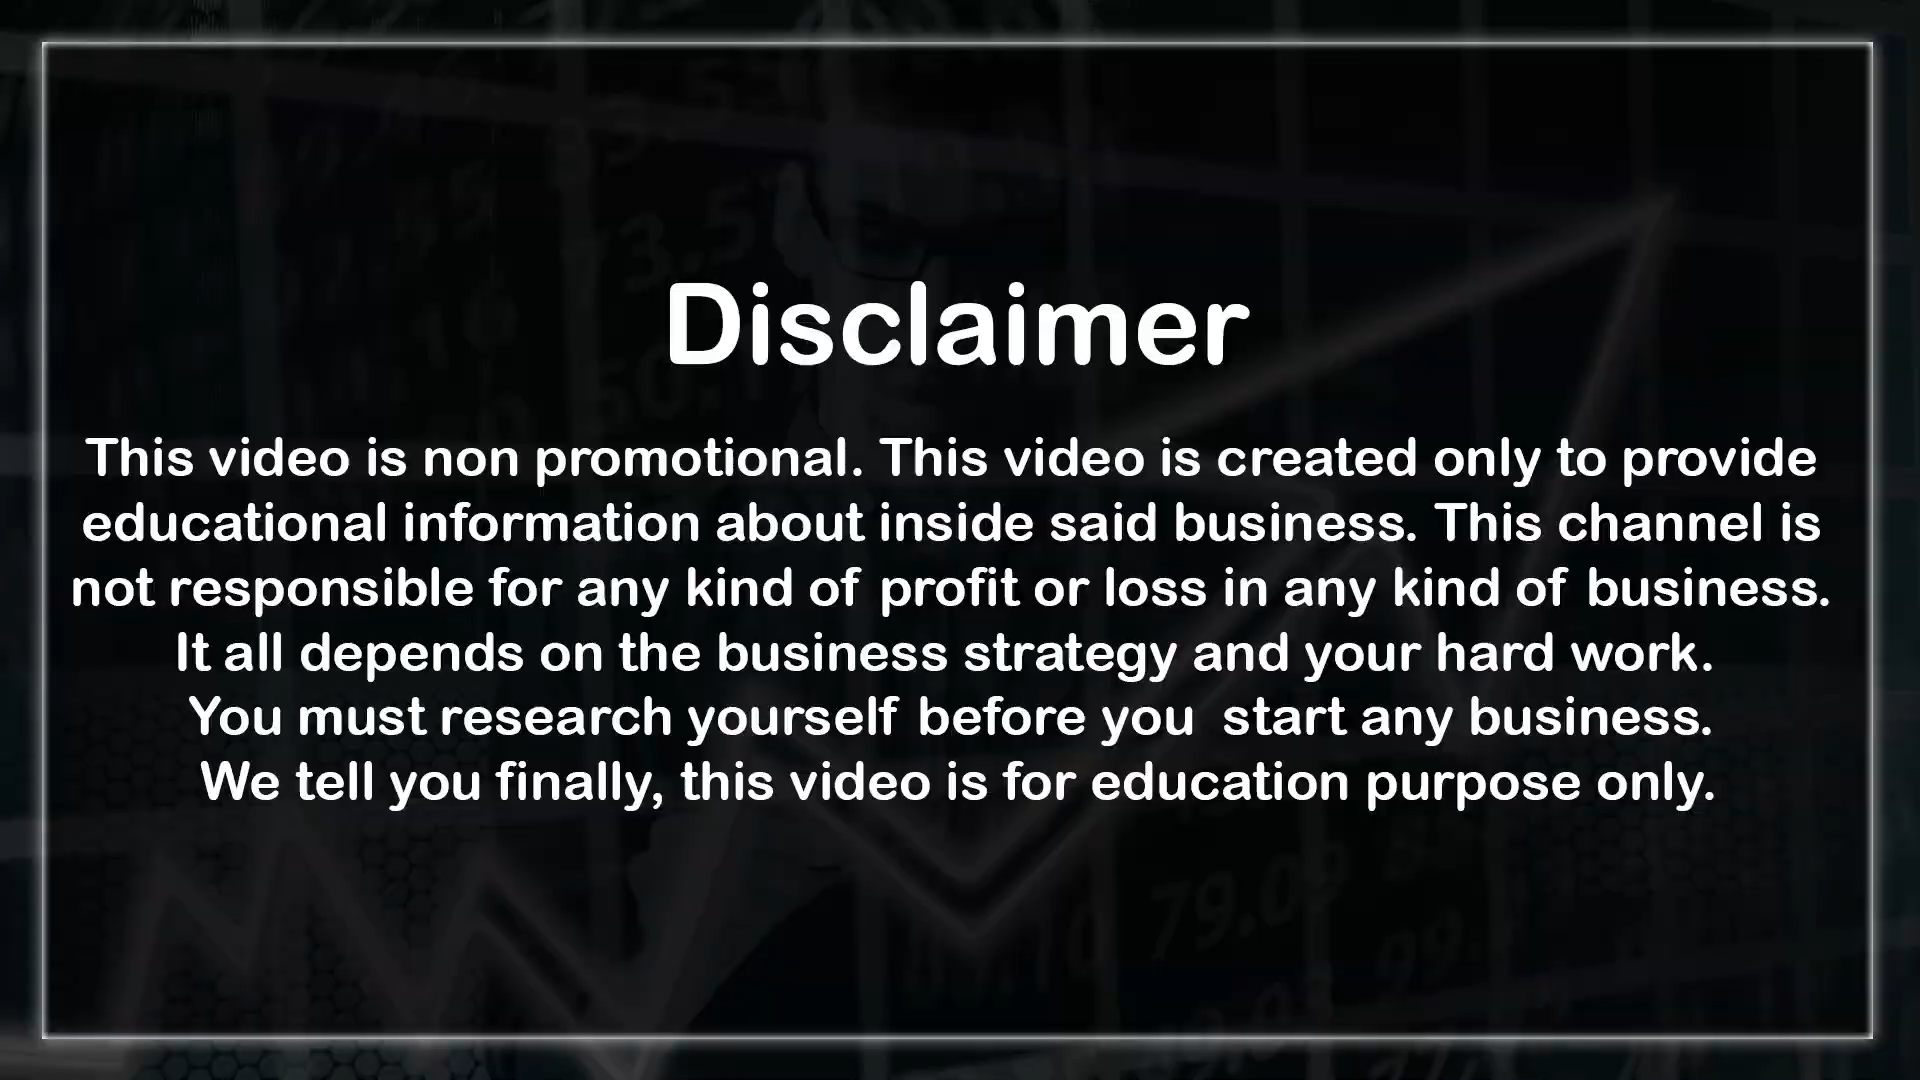 Disclaimer
This video is non promotional. This video is created only to provide
educational information about inside said business. This channel is
not responsible for any kind of profit or loss in any kind of business.
It all depends on the business strategy and your hard work.
You must research yourself before you start any business.
We tell you finally, this video is for education purpose only.
79.09